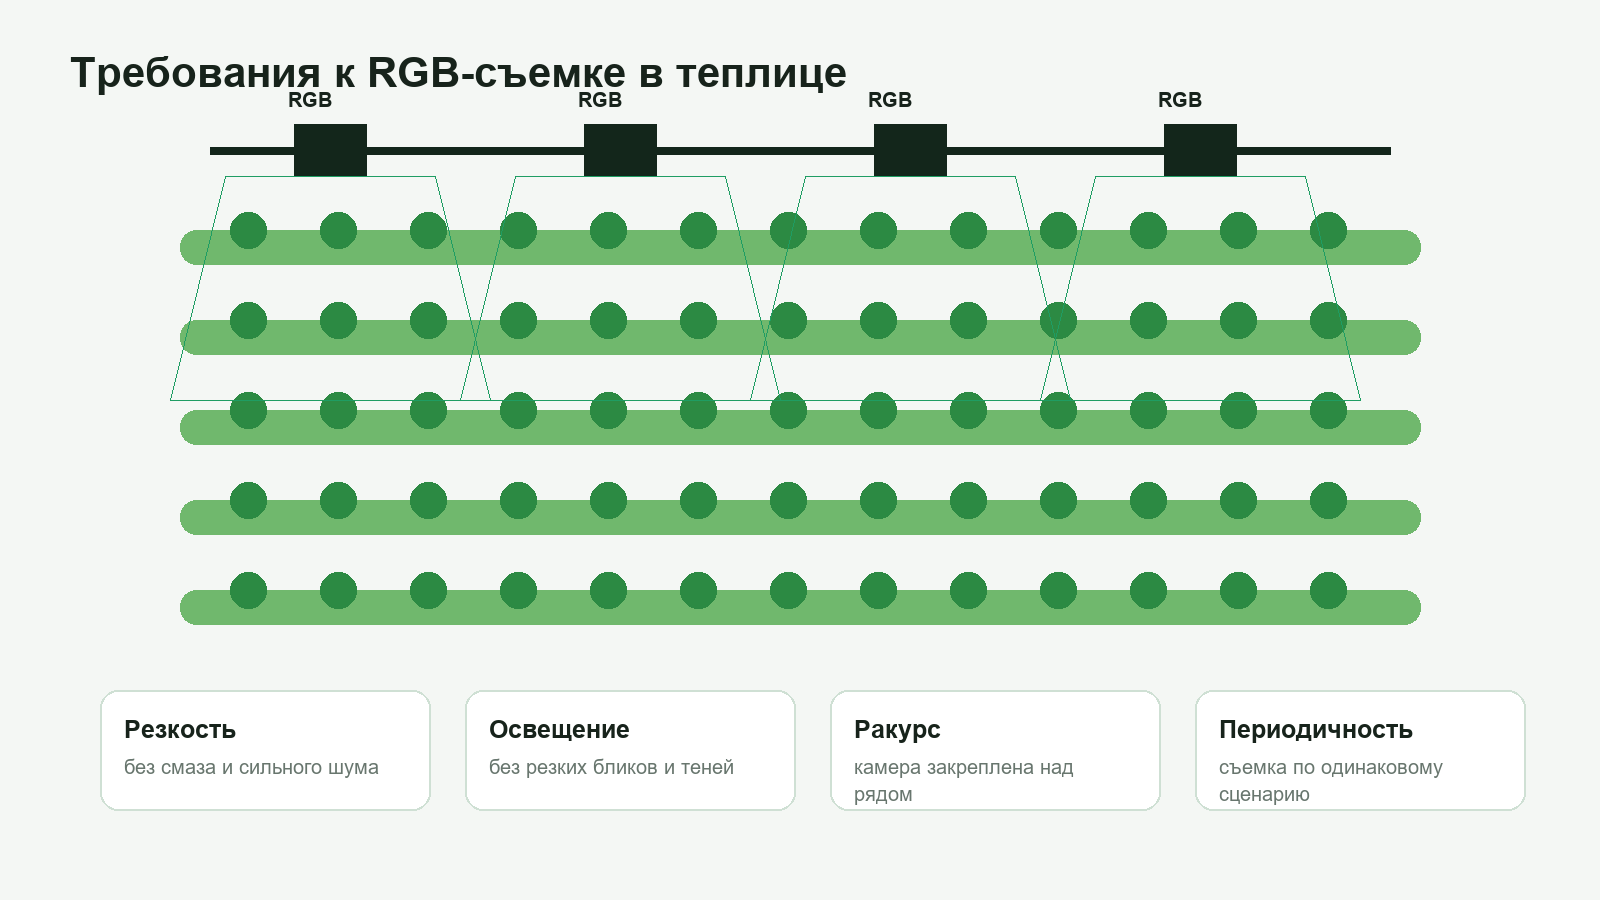 Требования к RGB-съемке в теплице
RGB
RGB
RGB
RGB
Резкость
без смаза и сильного шума
Освещение
без резких бликов и теней
Ракурс
камера закреплена над
рядом
Периодичность
съемка по одинаковому
сценарию